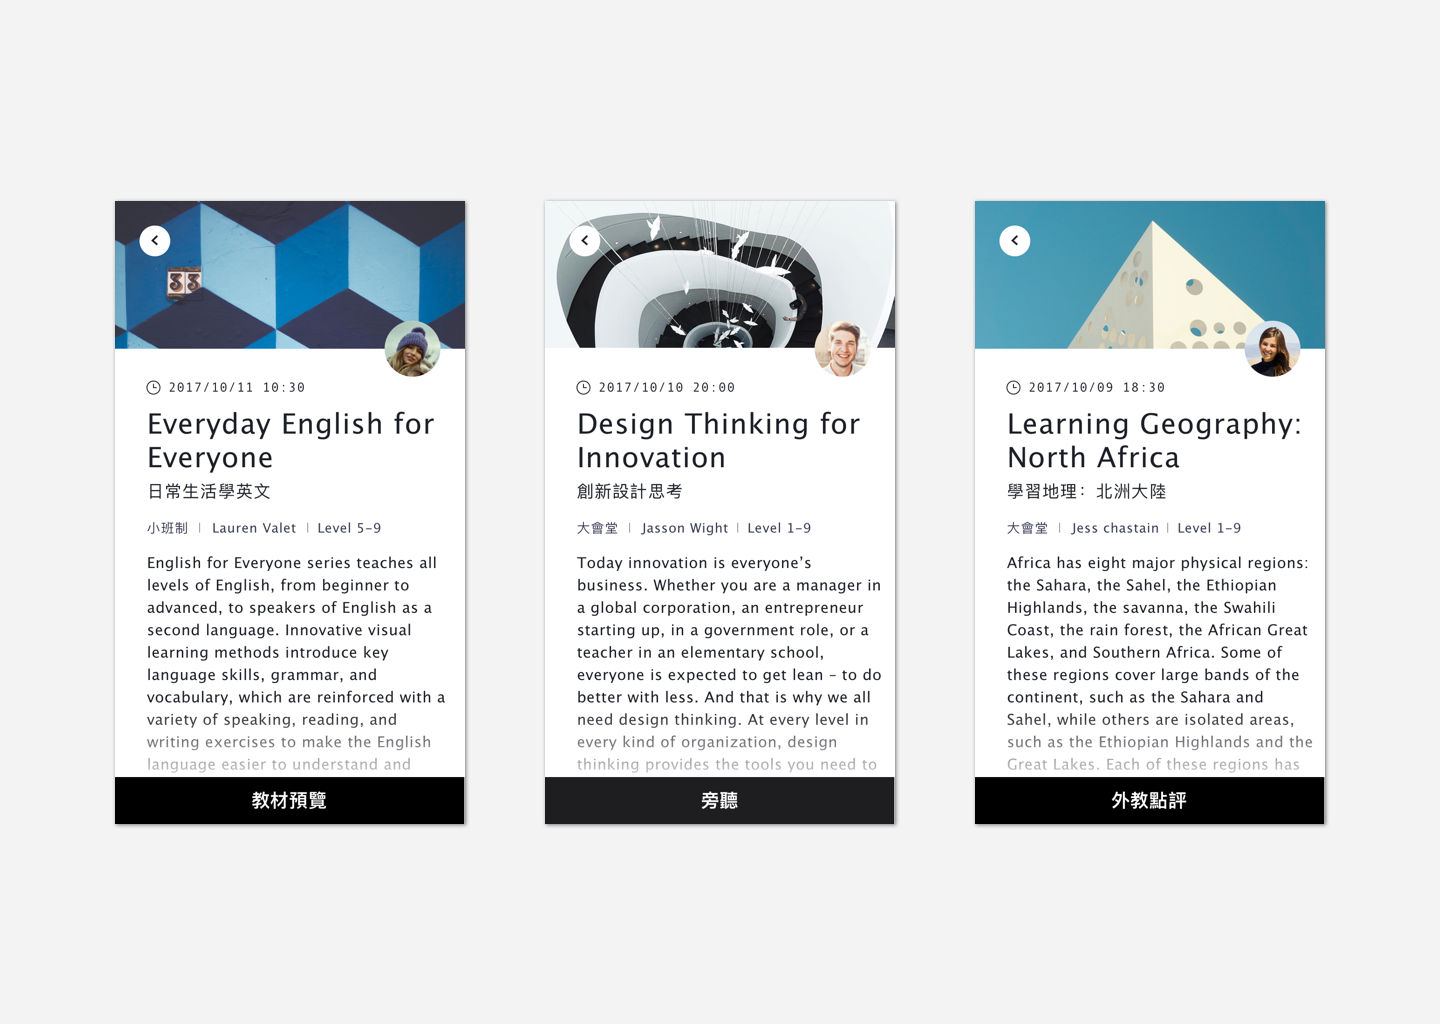 33
2017/10/11 10:30
Everyday English for
Everyone
日常生活學英文
小班制 | Lauren Valet | Level 5-9
English for Everyone series teaches all
levels of English, from beginner to
advanced, to speakers of English as a
second language. Innovative visual
learning methods introduce key
language skills, grammar, and
vocabulary, which are reinforced with a
variety of speaking, reading, and
writing exercises to make the English
language easier to understand and
教材預覽
2017/10/10 20:00
Design Thinking for
Innovation
創新設計思考
大會堂 | Jasson Wight | Level 1-9
Today innovation is everyone’s
business. Whether you are a manager in
a global corporation, an entrepreneur
starting up, in a government role, or a
teacher in an elementary school,
everyone is expected to get lean – to do
better with less. And that is why we all
need design thinking. At every level in
every kind of organization, design
thinking provides the tools you need to
旁聽
2017/10/09 18:30
Learning Geography:
North Africa
學習地理：北洲大陸
大會堂 | Jess chastain | Level 1-9
Africa has eight major physical regions:
the Sahara, the Sahel, the Ethiopian
Highlands, the savanna, the Swahili
Coast, the rain forest, the African Great
Lakes, and Southern Africa. Some of
these regions cover large bands of the
continent, such as the Sahara and
Sahel, while others are isolated areas,
such as the Ethiopian Highlands and the
Great Lakes. Each of these regions has
外教點評